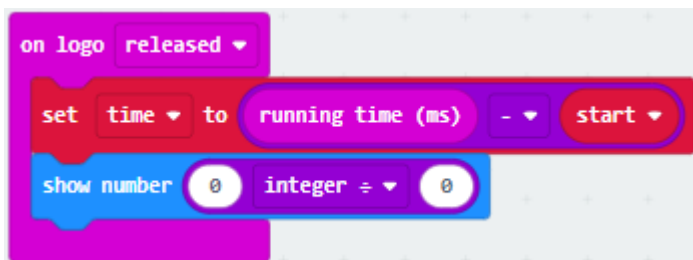 on logo released
set time to running time (ms) - start
show number 0 integer ÷ 0